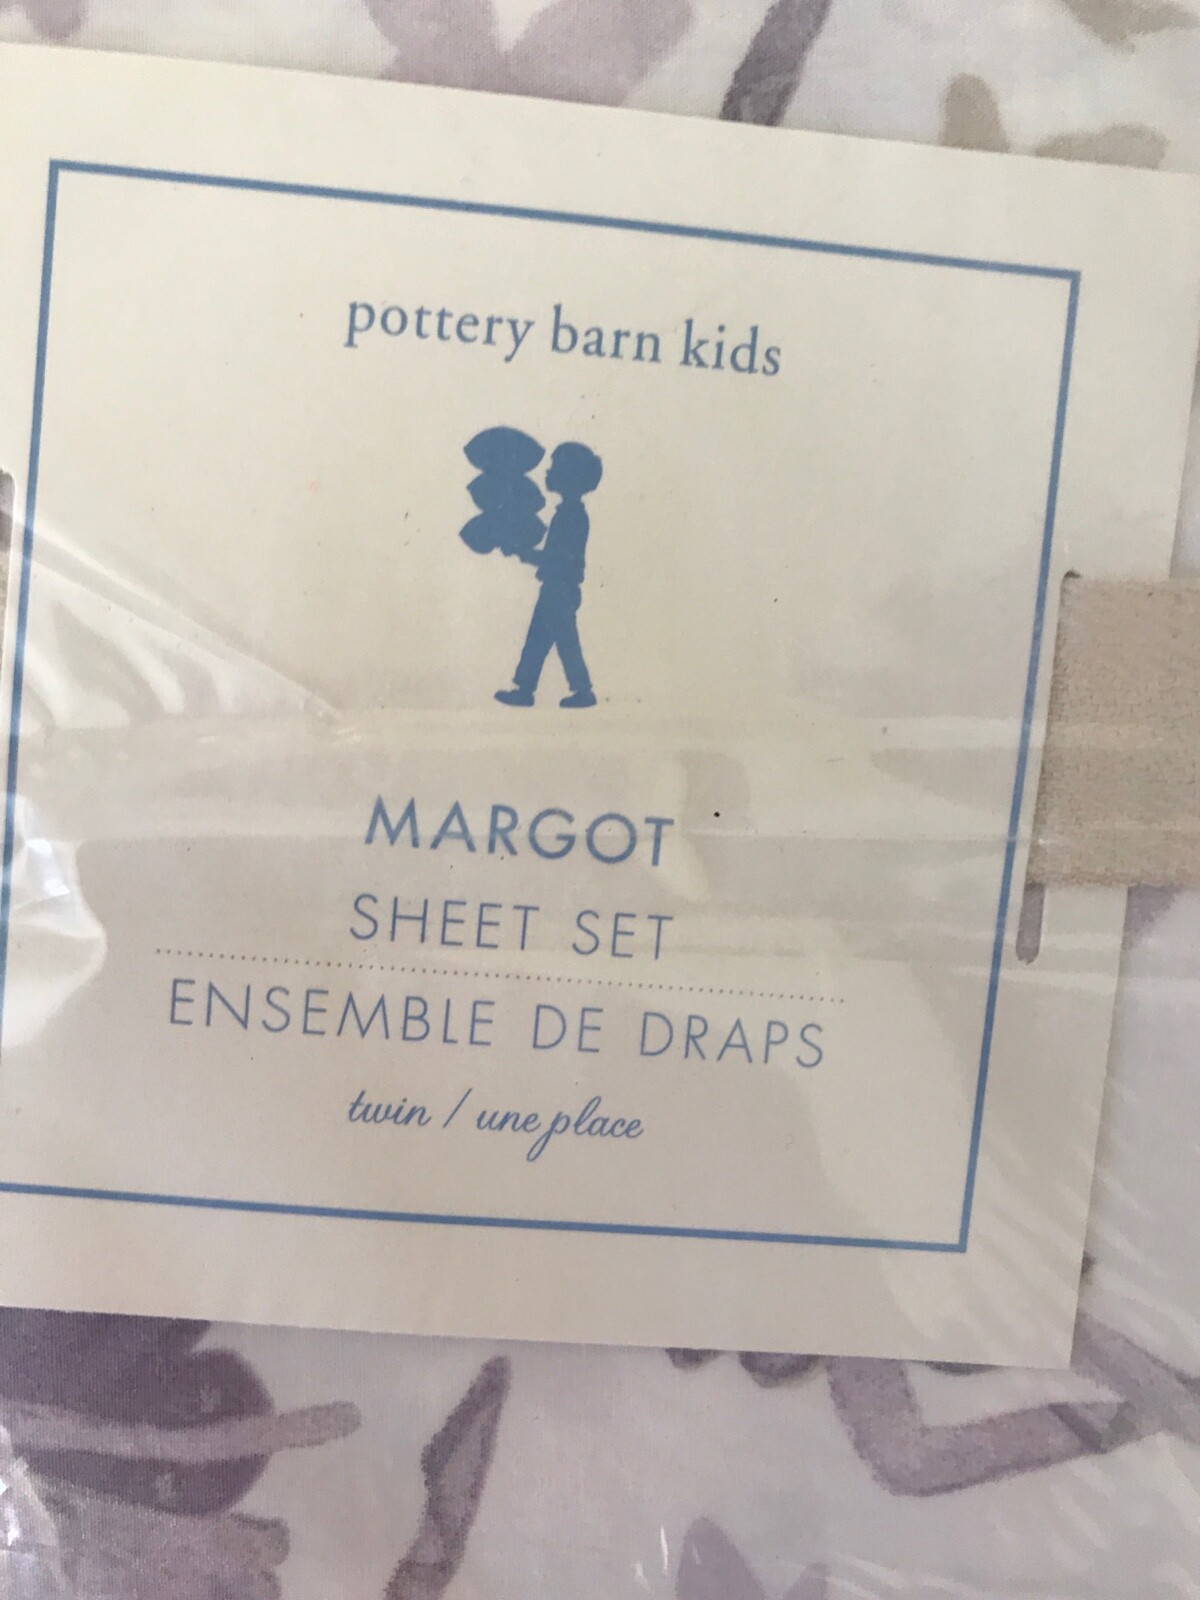 pottery barn kids
MARGOT
SHEET SET
ENSEMBLE DE DRAPS
twin / une place